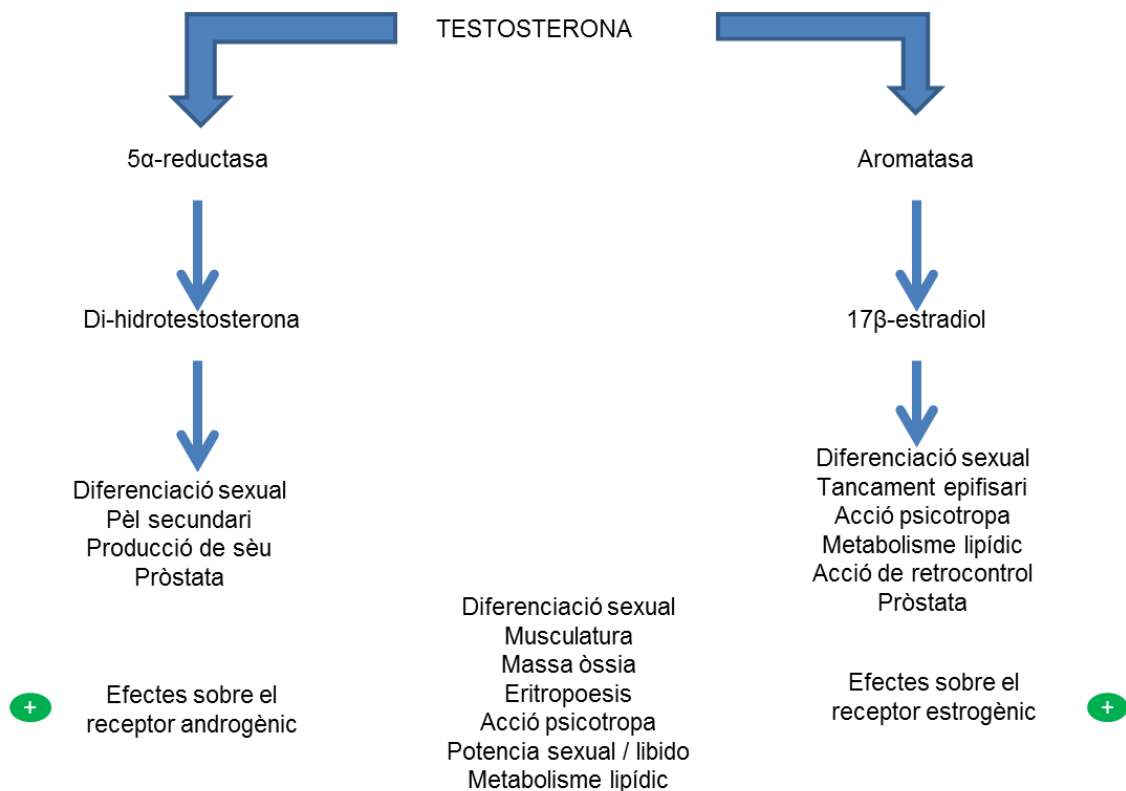 TESTOSTERONA
5α-reductasa
Aromatasa
Di-hidrotestosterona
17β-estradiol
Diferenciació sexual
Pèl secundari
Producció de sèu
Pròstata
Diferenciació sexual
Tancament epifisari
Acció psicotropa
Metabolisme lipídic
Acció de retrocontrol
Pròstata
Diferenciació sexual
Musculatura
Massa òssia
Eritropoesis
Acció psicotropa
Potencia sexual / libido
Metabolisme lipídic
+
Efectes sobre el
receptor androgènic
Efectes sobre el
receptor estrogènic
+